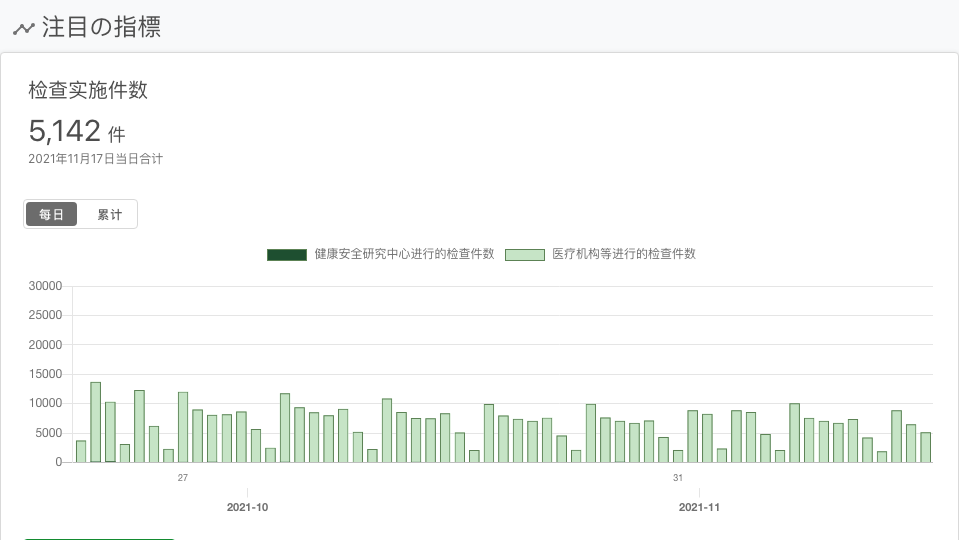 注目の指標
检查实施件数
5,142 件
2021年11月17日当日合计
每日 累计
健康安全研究中心进行的检查件数 医疗机构等进行的检查件数
30000
25000
20000
15000
10000
5000
0
27 31
2021-10 2021-11